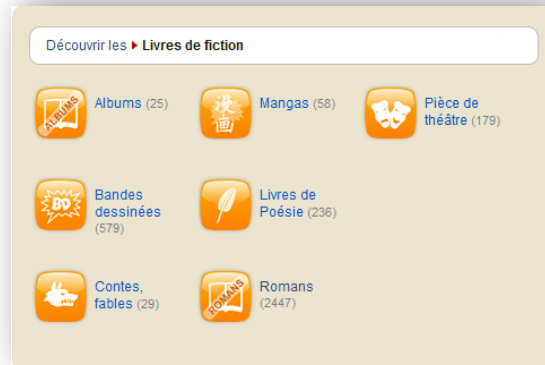 Découvrir les ▸ Livres de fiction
ALBUMS
Albums (25)
漫画
Mangas (58)
Pièce de
théâtre (179)
BD
Bandes
dessinées
(579)
Livres de
Poésie (236)
Contes,
fables (29)
ROMANS
Romans
(2447)